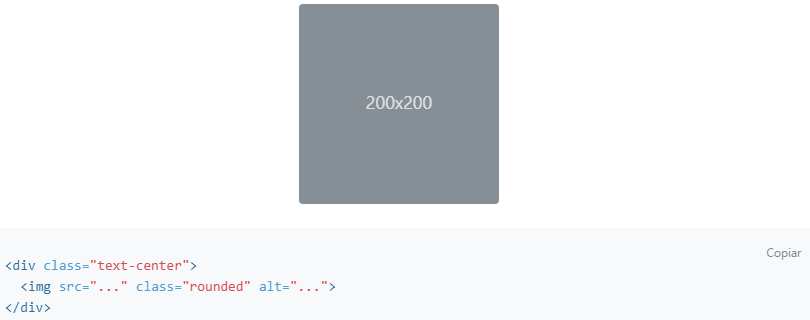 200x200
Copiar
<div class="text-center">
  <img src="..." class="rounded" alt="...">
</div>